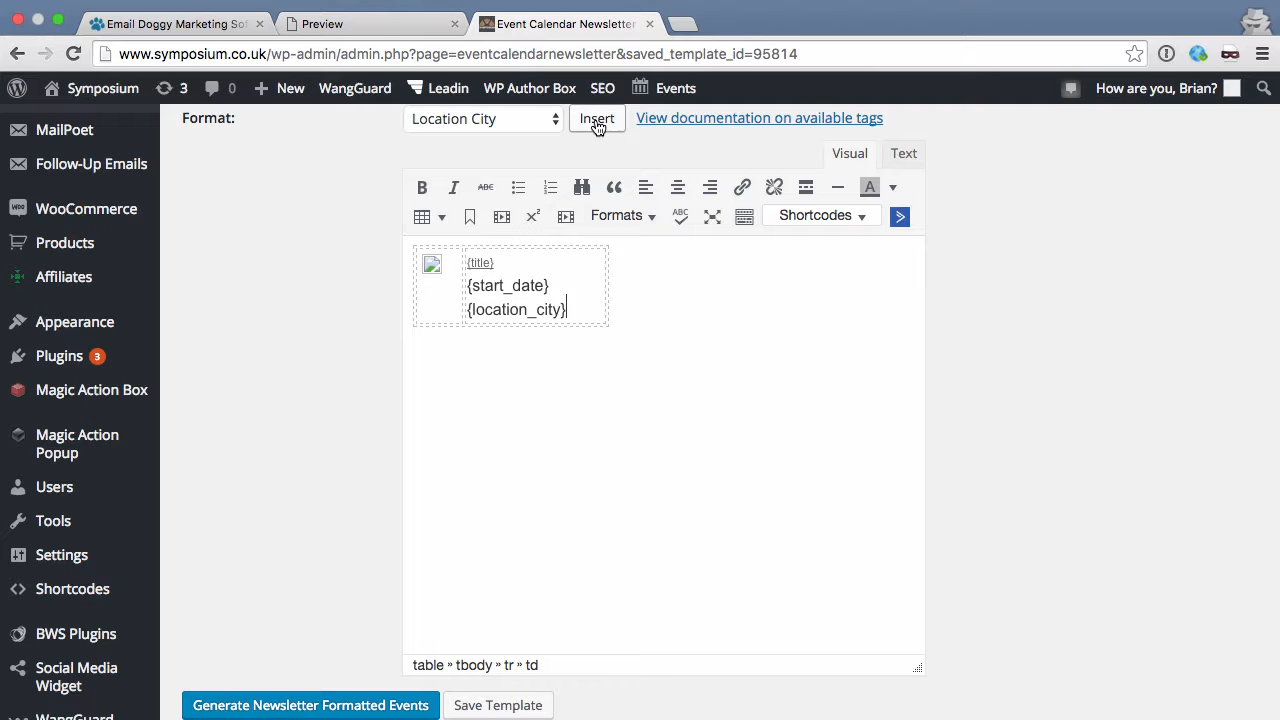 Email Doggy Marketing Sof
Preview
Event Calendar Newsletter
www.symposium.co.uk/wp-admin/admin.php?page=eventcalendarnewsletter&saved_template_id=95814
Symposium
3
0
New
WangGuard
Leadin
WP Author Box
SEO
Events
How are you, Brian?
MailPoet
Follow-Up Emails
WooCommerce
Products
Affiliates
Appearance
Plugins 3
Magic Action Box
Magic Action
Popup
Users
Tools
Settings
Shortcodes
BWS Plugins
Social Media
Widget
WangGuard
Format:
Location City
Insert
View documentation on available tags
Visual
Text
B
I
ABC
A
X²
Formats
ABC
Shortcodes
{title}
{start_date}
{location_city}
table » tbody » tr » td
Generate Newsletter Formatted Events
Save Template